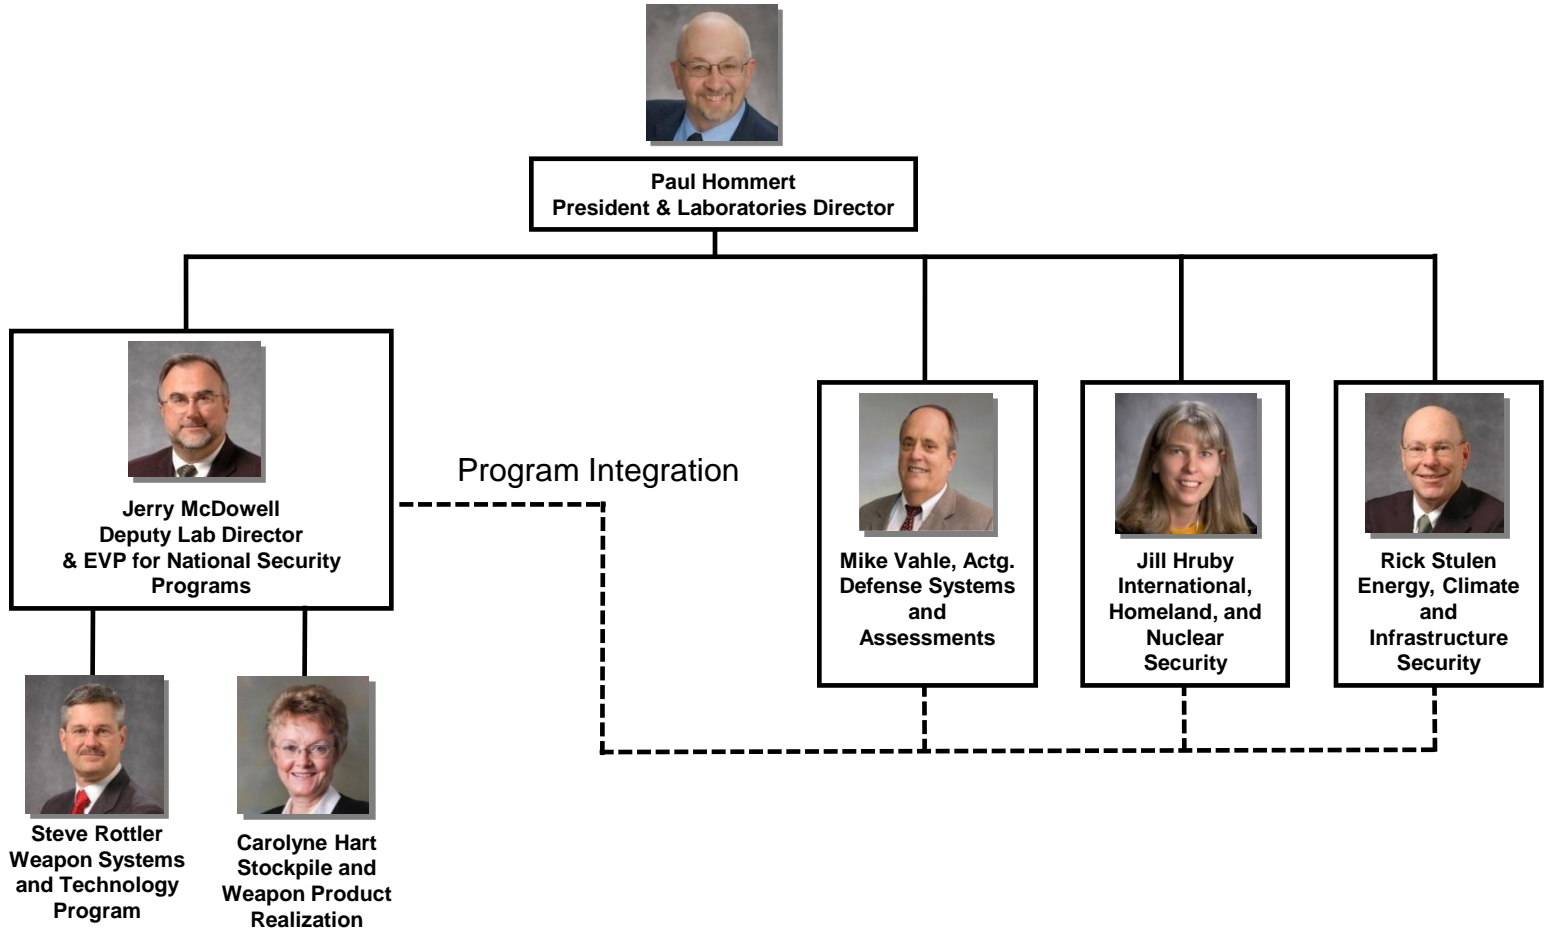 Paul Hommert
President & Laboratories Director
Jerry McDowell
Deputy Lab Director
& EVP for National Security
Programs
Program Integration
Mike Vahle, Actg.
Defense Systems
and
Assessments
Jill Hruby
International,
Homeland, and
Nuclear
Security
Rick Stulen
Energy, Climate
and
Infrastructure
Security
Steve Rottler
Weapon Systems
and Technology
Program
Carolyne Hart
Stockpile and
Weapon Product
Realization